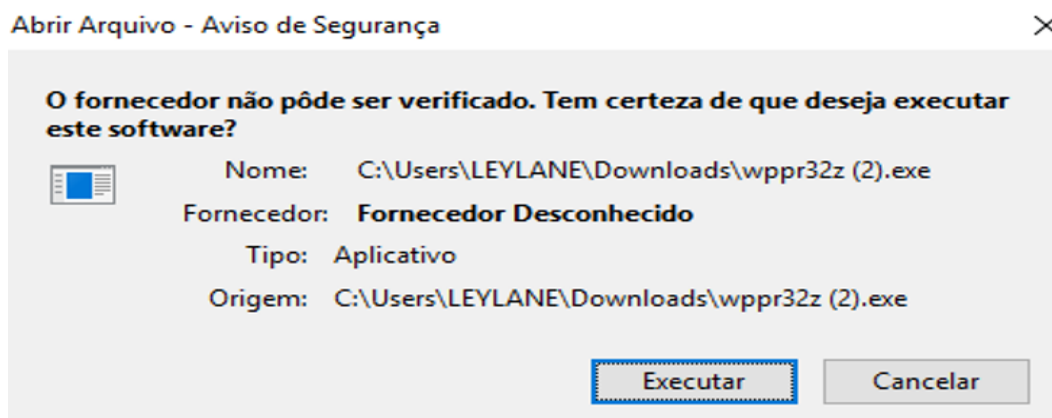 Abrir Arquivo - Aviso de Segurança
O fornecedor não pôde ser verificado. Tem certeza de que deseja executar
este software?
Nome: C:\Users\LEYLANE\Downloads\wppr32z (2).exe
Fornecedor: Fornecedor Desconhecido
Tipo: Aplicativo
Origem: C:\Users\LEYLANE\Downloads\wppr32z (2).exe
Executar Cancelar